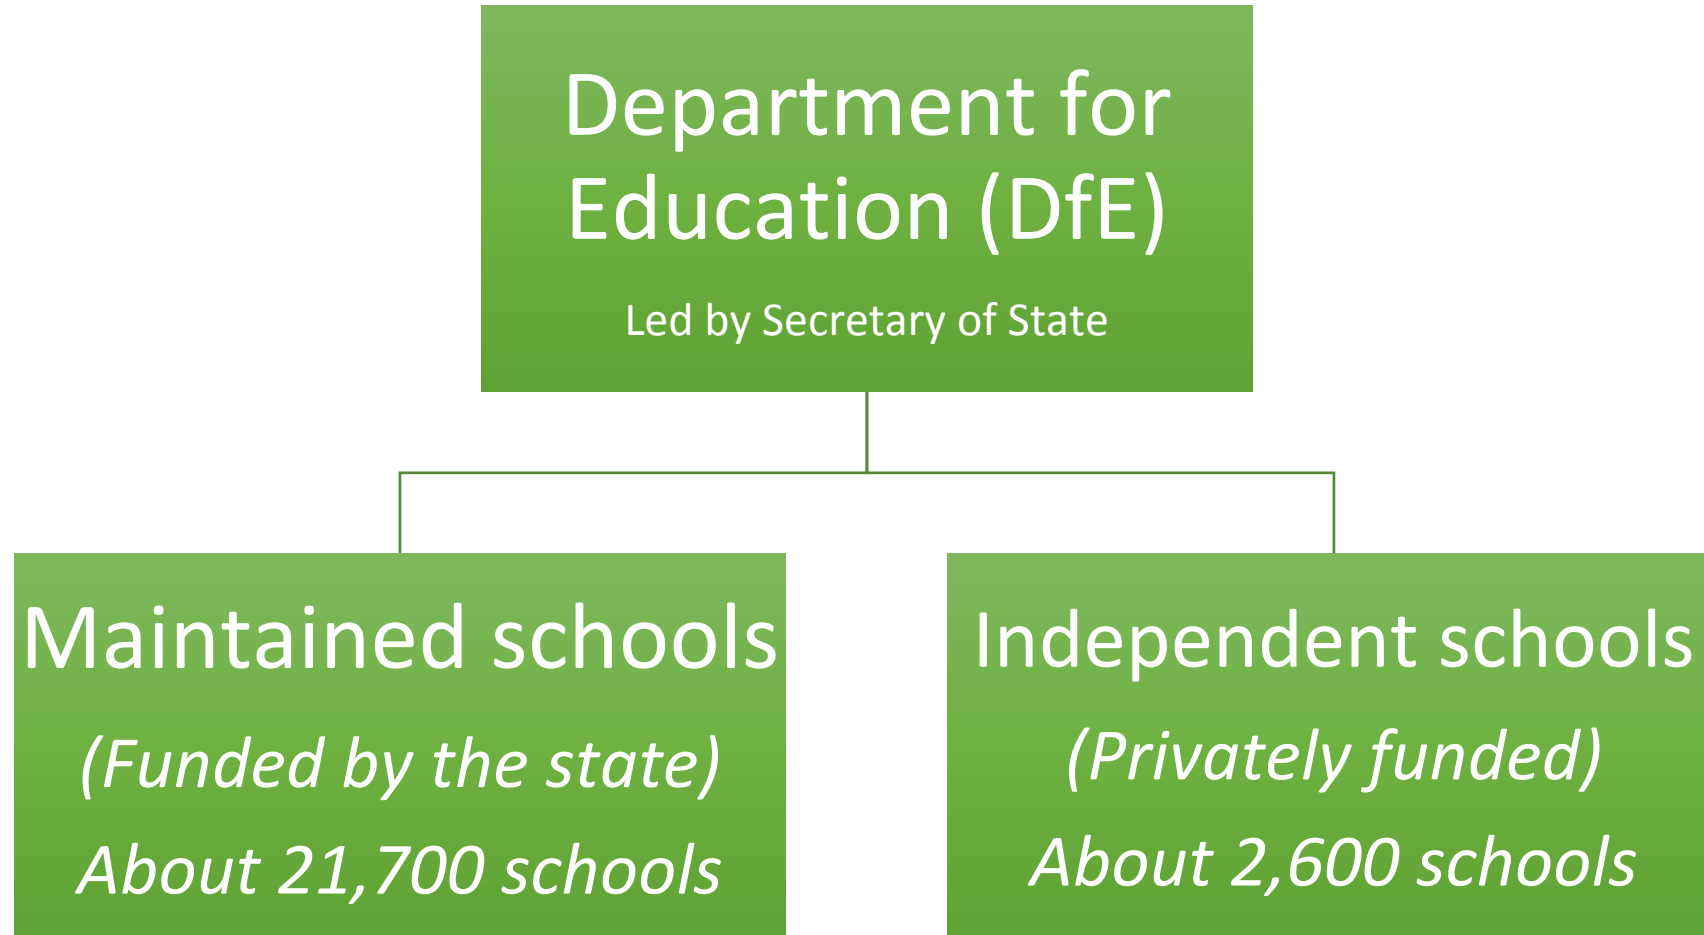 Department for
Education (DfE)
Led by Secretary of State
Maintained schools
(Funded by the state)
About 21,700 schools
Independent schools
(Privately funded)
About 2,600 schools